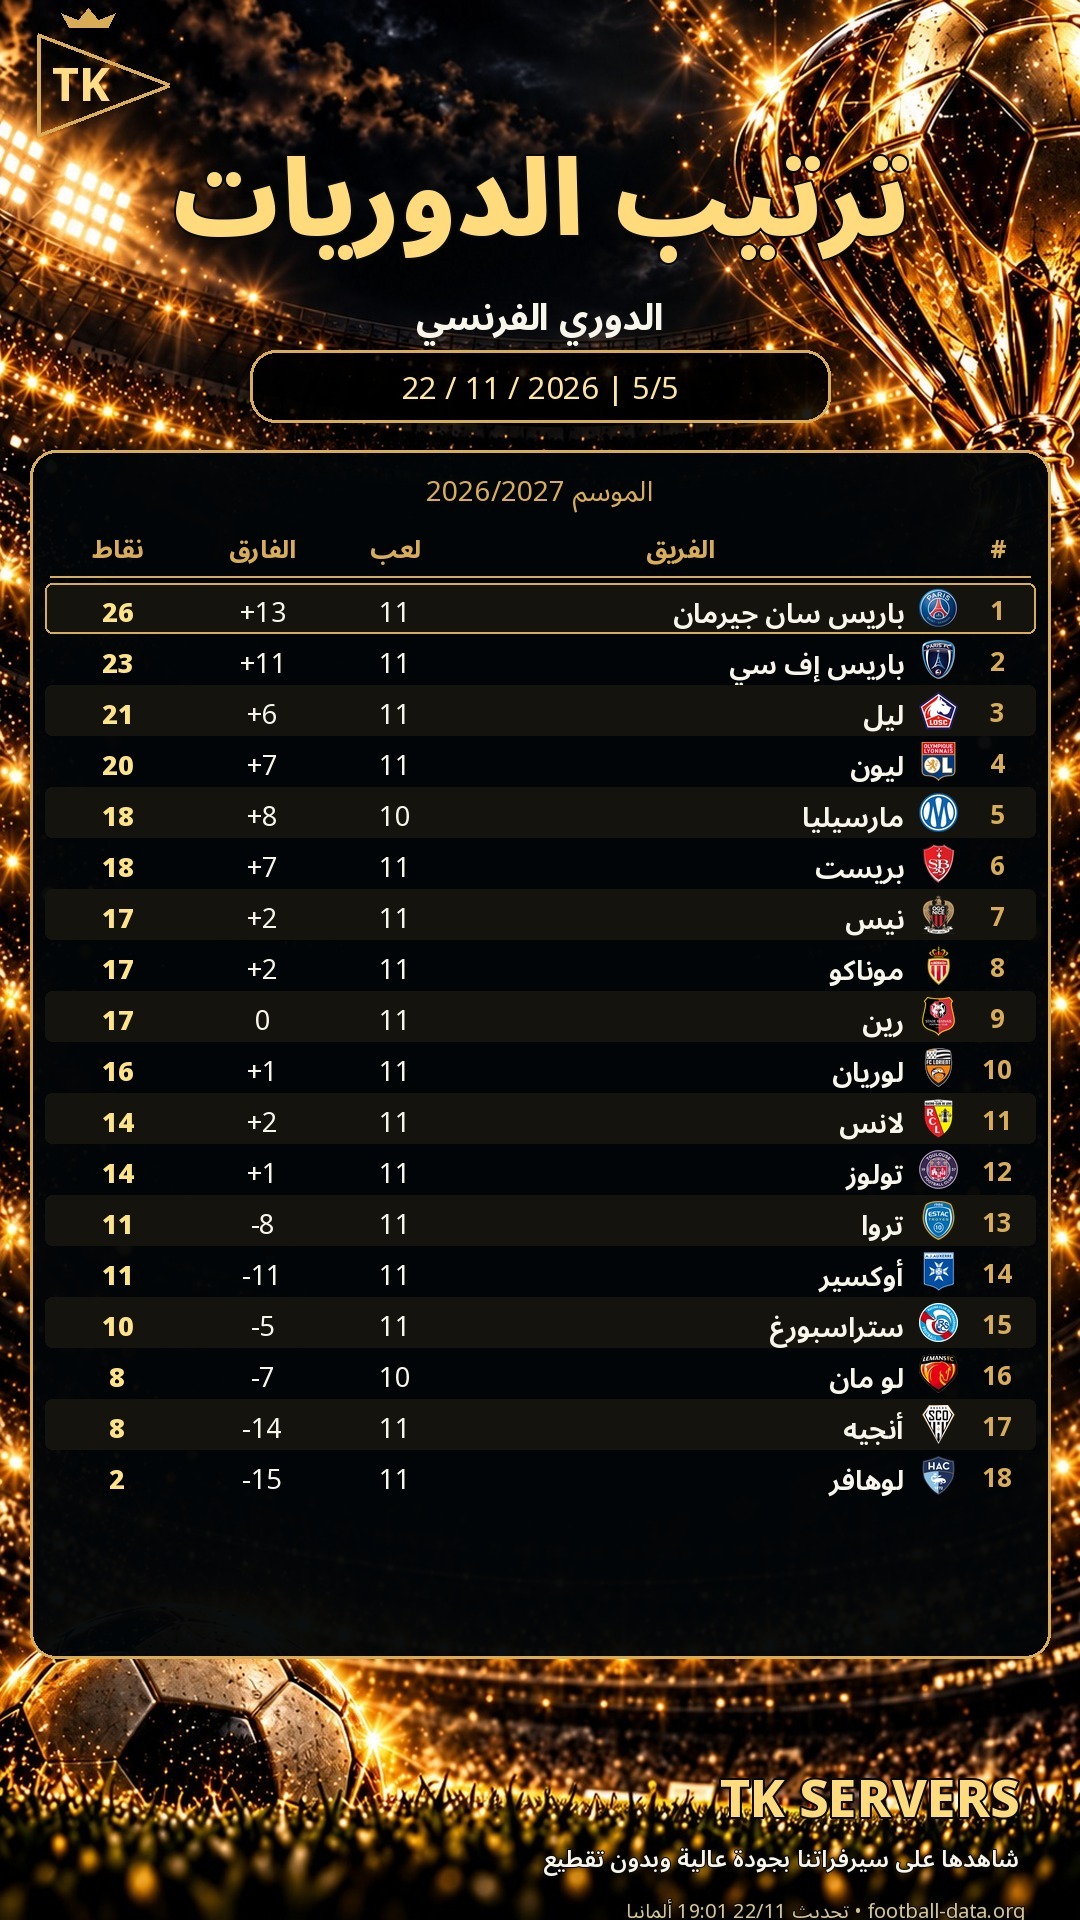 TK
ترتيب الدوريات
الدوري الفرنسي
22 / 11 / 2026 | 5/5
الموسم 2026/2027
# الفريق لعب الفارق نقاط
1 باريس سان جيرمان 11 +13 26
2 باريس إف سي 11 +11 23
3 ليل 11 +6 21
4 ليون 11 +7 20
5 مارسيليا 10 +8 18
6 بريست 11 +7 18
7 نيس 11 +2 17
8 موناكو 11 +2 17
9 رين 11 0 17
10 لوريان 11 +1 16
11 لانس 11 +2 14
12 تولوز 11 +1 14
13 تروا 11 -8 11
14 أوكسير 11 -11 11
15 ستراسبورغ 11 -5 10
16 لو مان 10 -7 8
17 أنجيه 11 -14 8
18 لوهافر 11 -15 2
TK SERVERS
شاهدها على سيرفراتنا بجودة عالية وبدون تقطيع
football-data.org • تحديث 22/11 19:01 ألمانيا